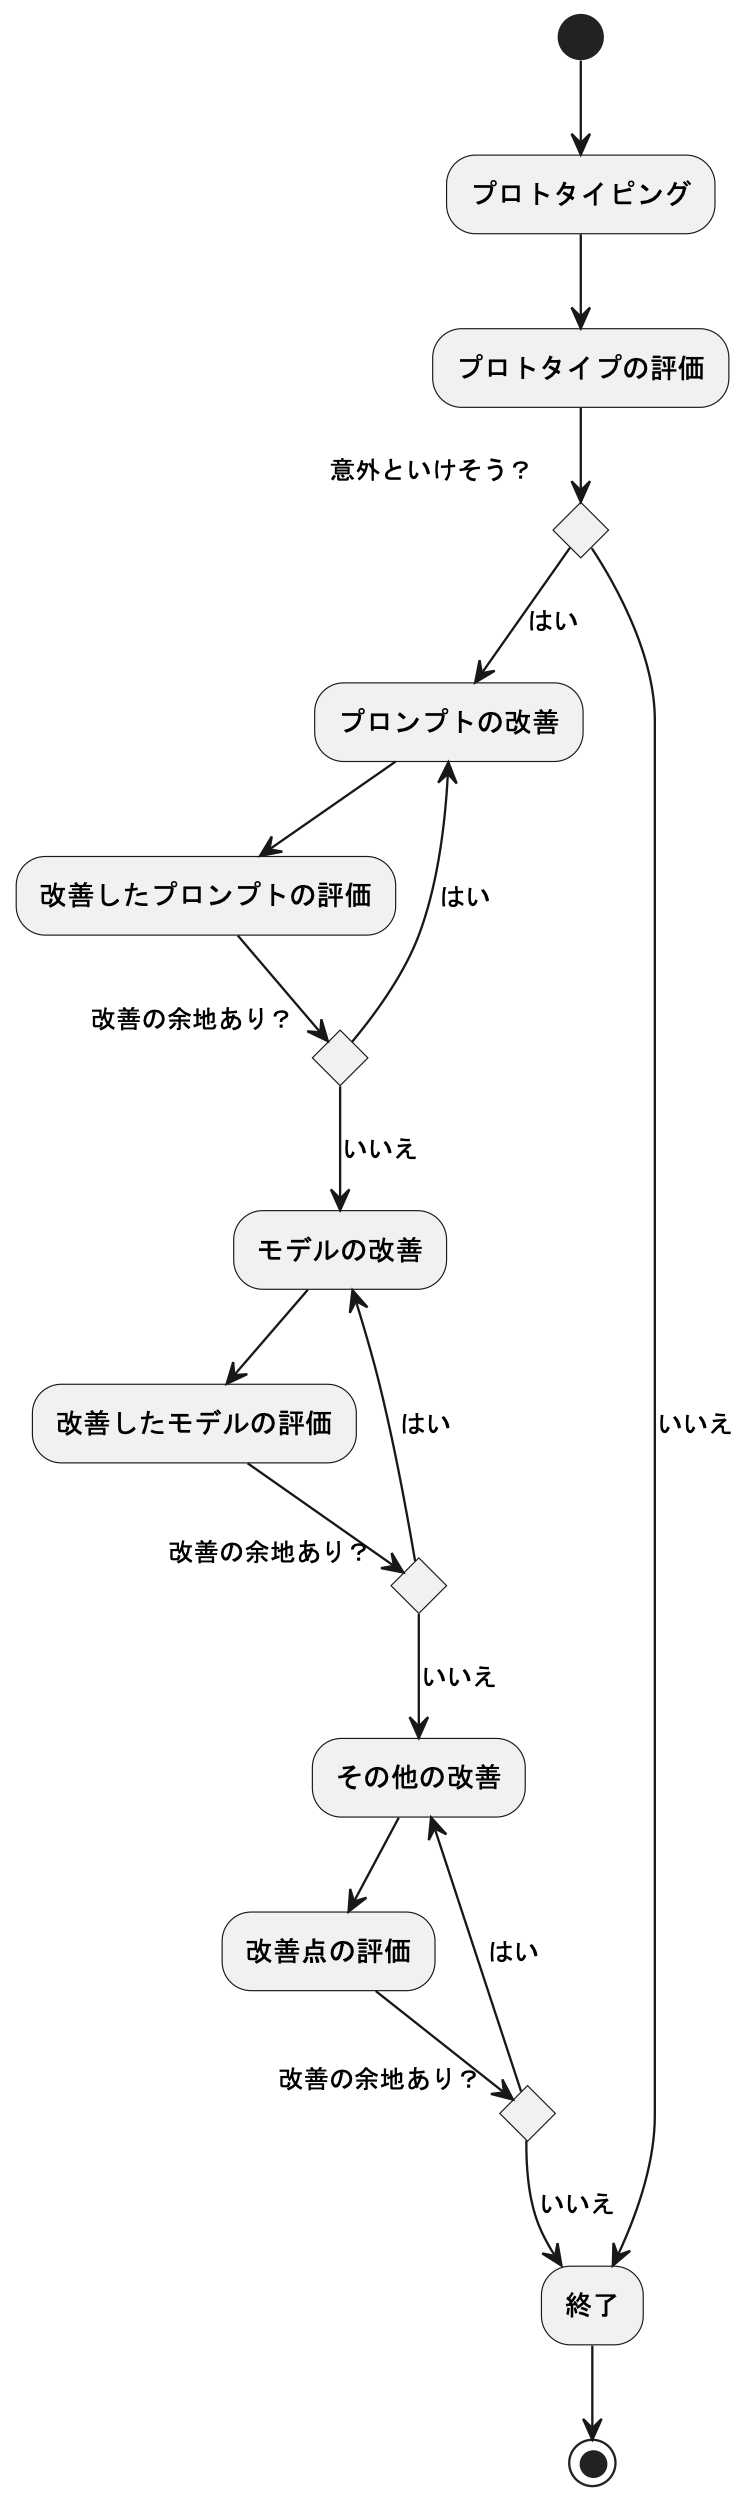 プロトタイピング
プロトタイプの評価
意外といけそう？
はい
プロンプトの改善
改善したプロンプトの評価
はい
改善の余地あり？
いいえ
モデルの改善
改善したモデルの評価
はい
いいえ
改善の余地あり？
いいえ
その他の改善
改善点の評価
はい
改善の余地あり？
いいえ
終了